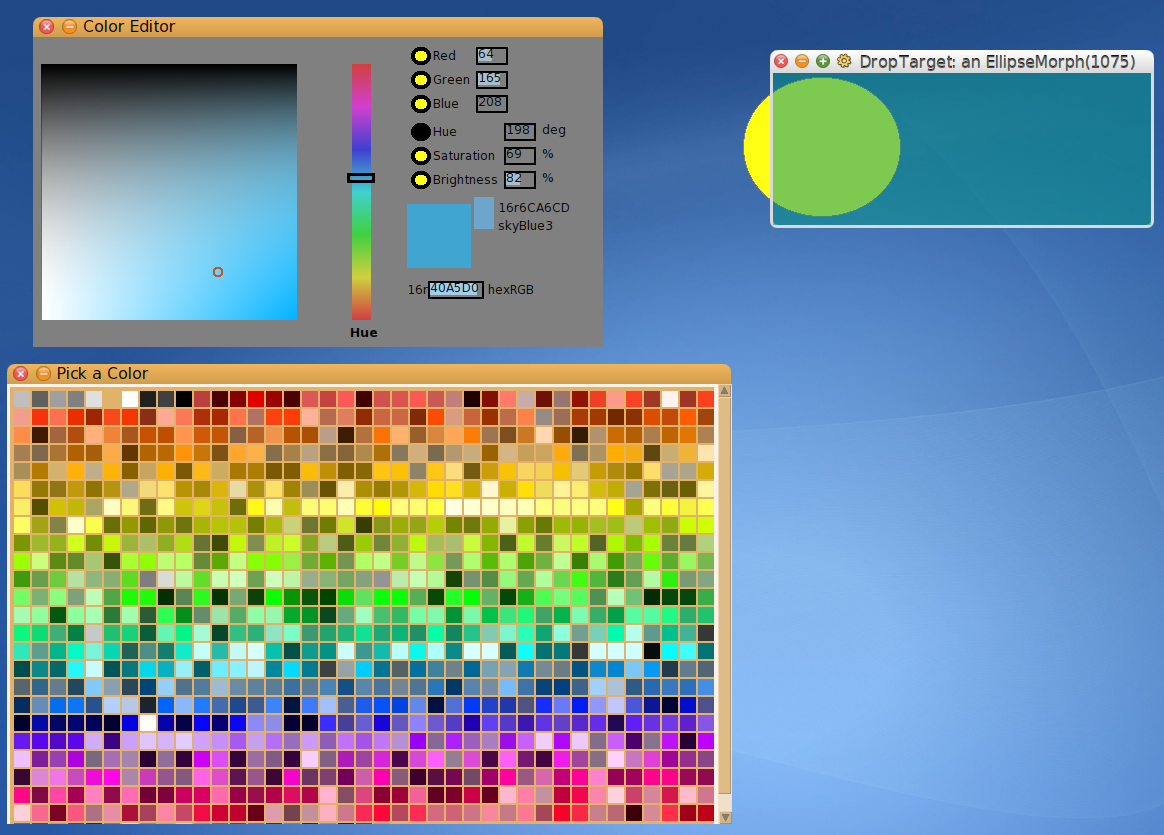 Color Editor
Red 64
Green 165
Blue 208
Hue 198 deg
Saturation 69 %
Brightness 82 %
16r6CA6CD
skyBlue3
16r 40A5D0 hexRGB
Hue
DropTarget: an EllipseMorph(1075)
Pick a Color